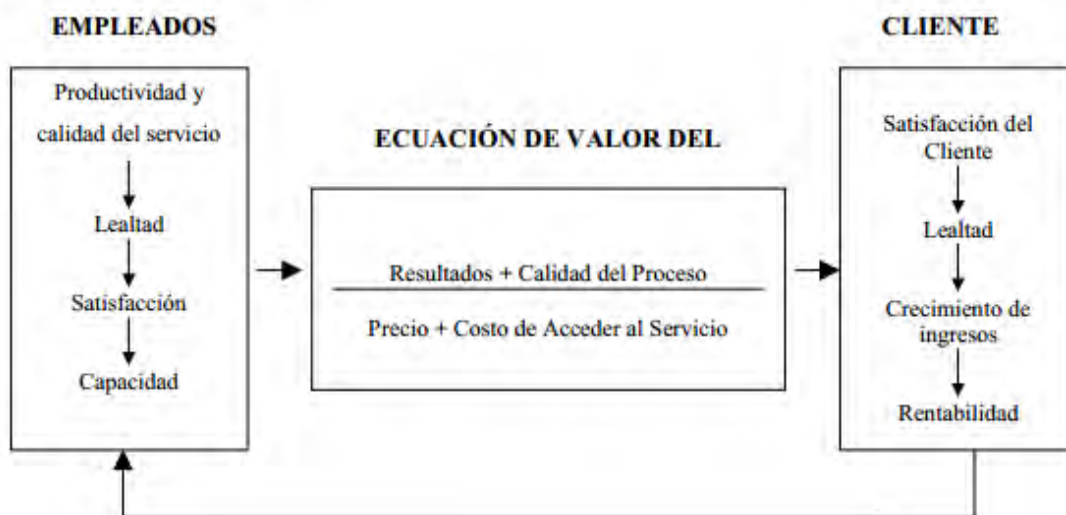 EMPLEADOS
Productividad y
calidad del servicio
Lealtad
Satisfacción
Capacidad
ECUACIÓN DE VALOR DEL
Resultados + Calidad del Proceso
Precio + Costo de Acceder al Servicio
CLIENTE
Satisfacción del
Cliente
Lealtad
Crecimiento de
ingresos
Rentabilidad